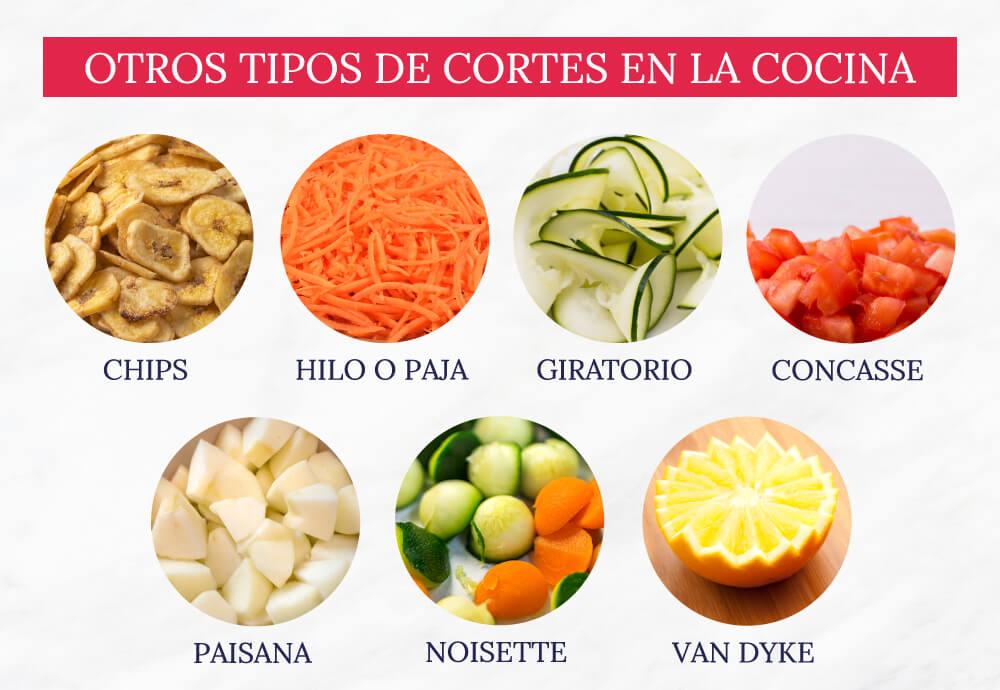 OTROS TIPOS DE CORTES EN LA COCINA
CHIPS
HILO O PAJA
GIRATORIO
CONCASSE
PAISANA
NOISETTE
VAN DYKE